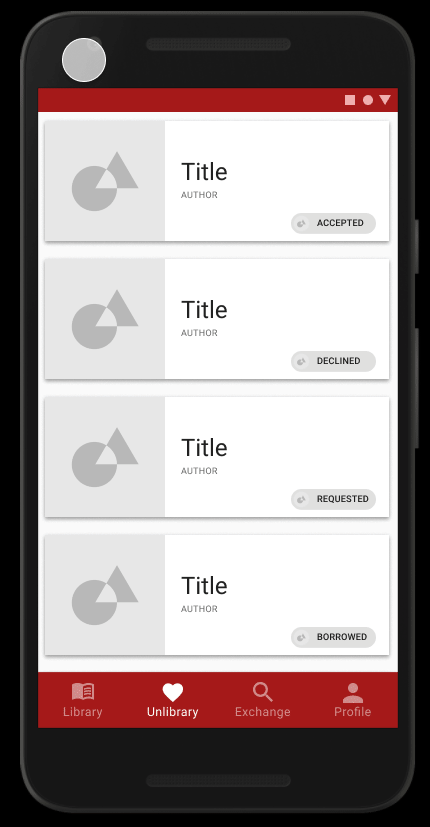 Title
AUTHOR
ACCEPTED
Title
AUTHOR
DECLINED
Title
AUTHOR
REQUESTED
Title
AUTHOR
BORROWED
Library Unlibrary Exchange Profile